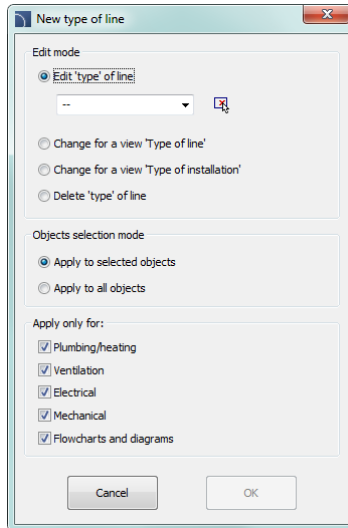 New type of line
Edit mode
Edit 'type' of line
--
Change for a view 'Type of line'
Change for a view 'Type of installation'
Delete 'type' of line
Objects selection mode
Apply to selected objects
Apply to all objects
Apply only for:
Plumbing/heating
Ventilation
Electrical
Mechanical
Flowcharts and diagrams
Cancel
OK